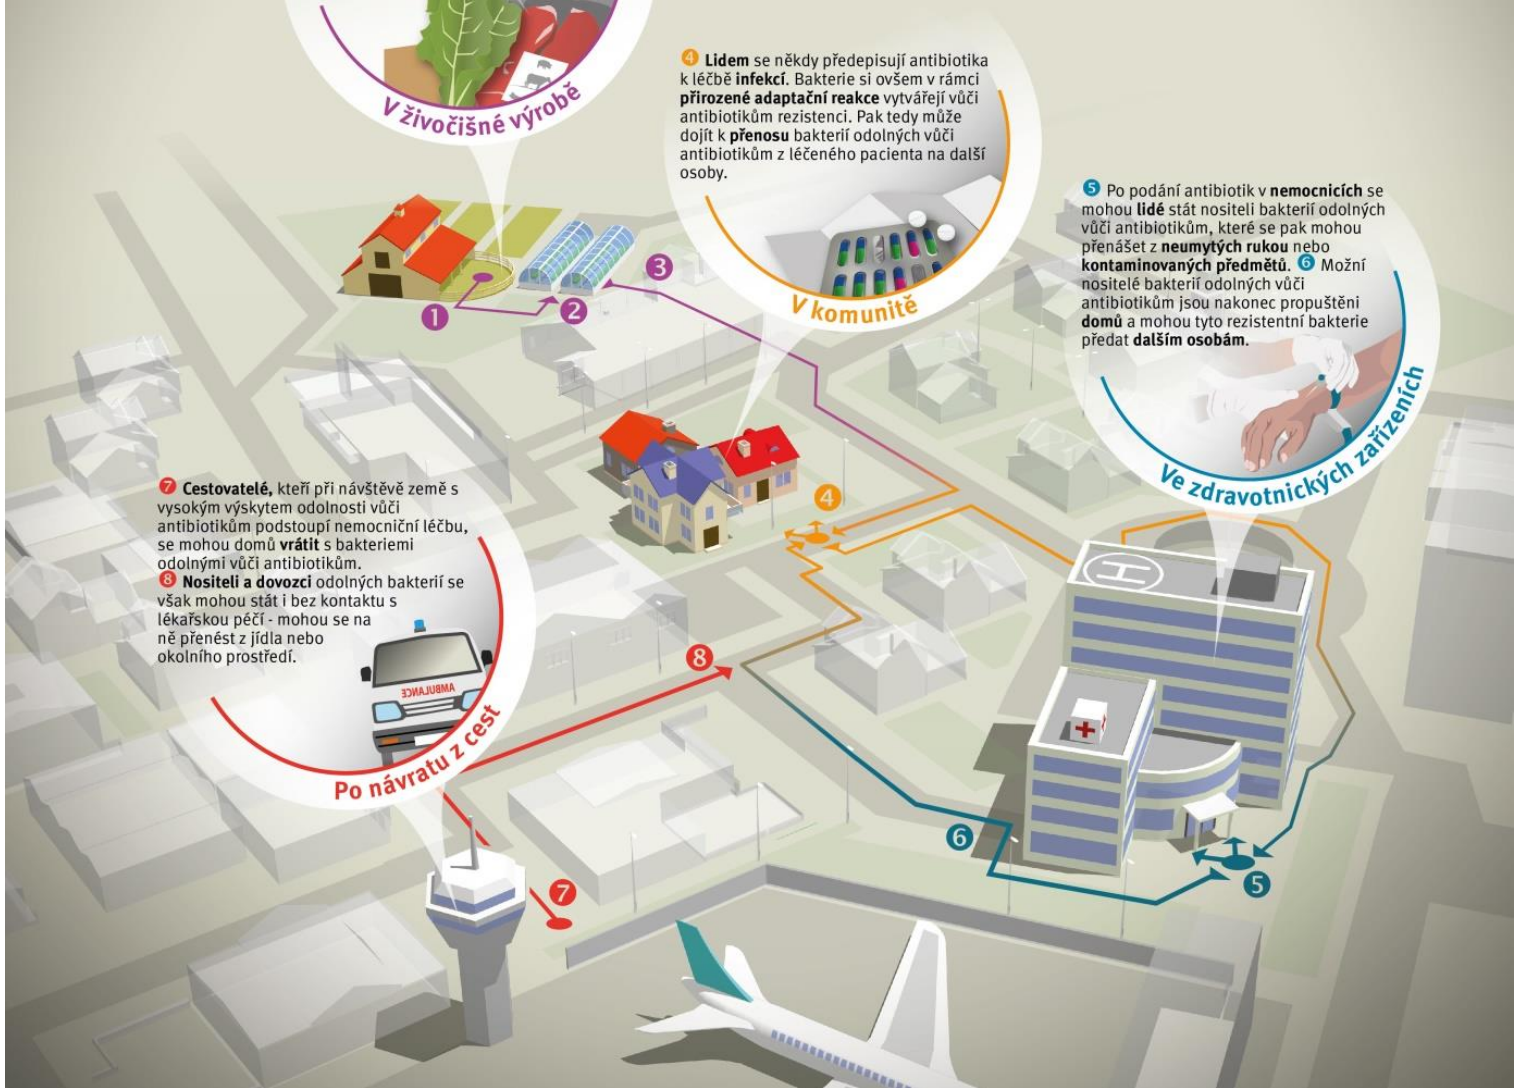 V živočišné výrobě
4 Lidem se někdy předepisují antibiotika
k léčbě infekcí. Bakterie si ovšem v rámci
přirozené adaptační reakce vytvářejí vůči
antibiotikům rezistenci. Pak tedy může
dojít k přenosu bakterií odolných vůči
antibiotikům z léčeného pacienta na další
osoby.
V komunitě
5 Po podání antibiotik v nemocnicích se
mohou lidé stát nositeli bakterií odolných
vůči antibiotikům, které se pak mohou
přenášet z neumytých rukou nebo
kontaminovaných předmětů. 6 Možní
nositelé bakterií odolných vůči
antibiotikům jsou nakonec propuštěni
domů a mohou tyto rezistentní bakterie
předat dalším osobám.
Ve zdravotnických zařízeních
1
2
3
4
7 Cestovatelé, kteří při návštěvě země s
vysokým výskytem odolnosti vůči
antibiotikům podstoupí nemocniční léčbu,
se mohou domů vrátit s bakteriemi
odolnými vůči antibiotikům.
8 Nositeli a dovozci odolných bakterií se
však mohou stát i bez kontaktu s
lékařskou péčí - mohou se na
ně přenést z jídla nebo
okolního prostředí.
AMBULANCE
Po návratu z cest
H
8
6
5
7